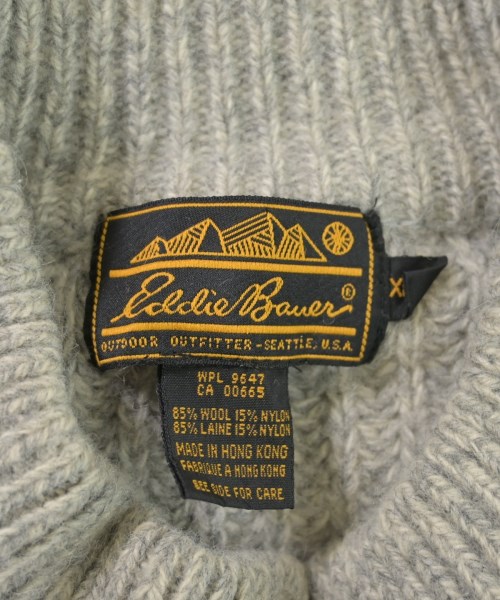 Eddie Bauer®
OUTDOOR OUTFITTER - SEATTLE, U.S.A.
X
WPL 9647
CA 00665
85% WOOL 15% NYLON
85% LAINE 15% NYLON
MADE IN HONG KONG
FABRIQUE A HONG KONG
SEE SIDE FOR CARE